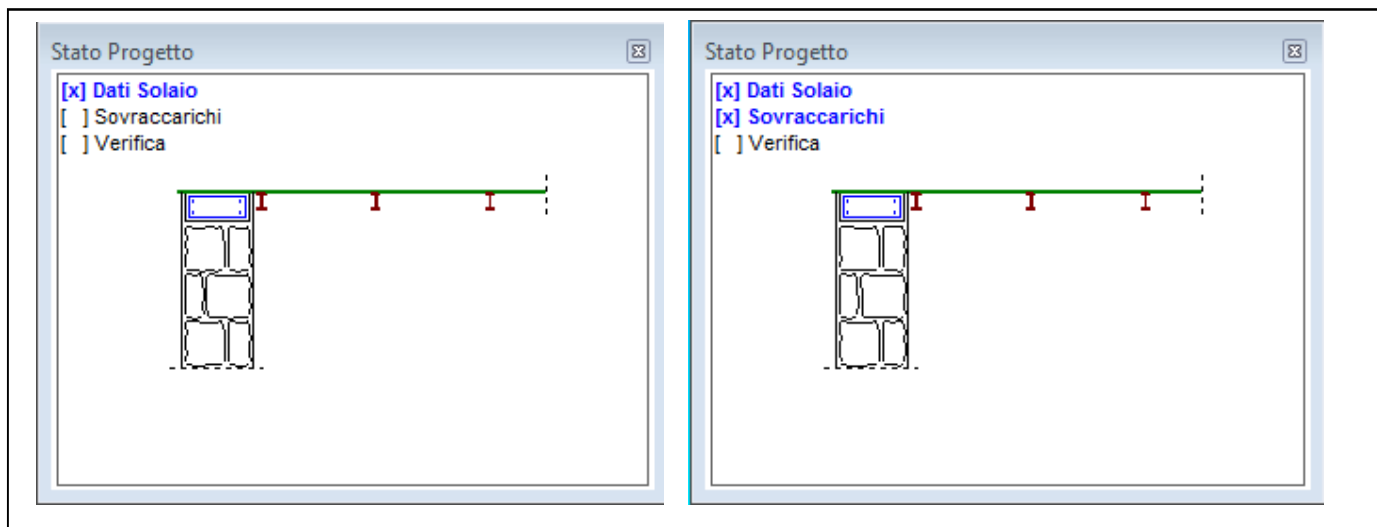 Stato Progetto
[x] Dati Solaio
[ ] Sovraccarichi
[ ] Verifica
Stato Progetto
[x] Dati Solaio
[x] Sovraccarichi
[ ] Verifica